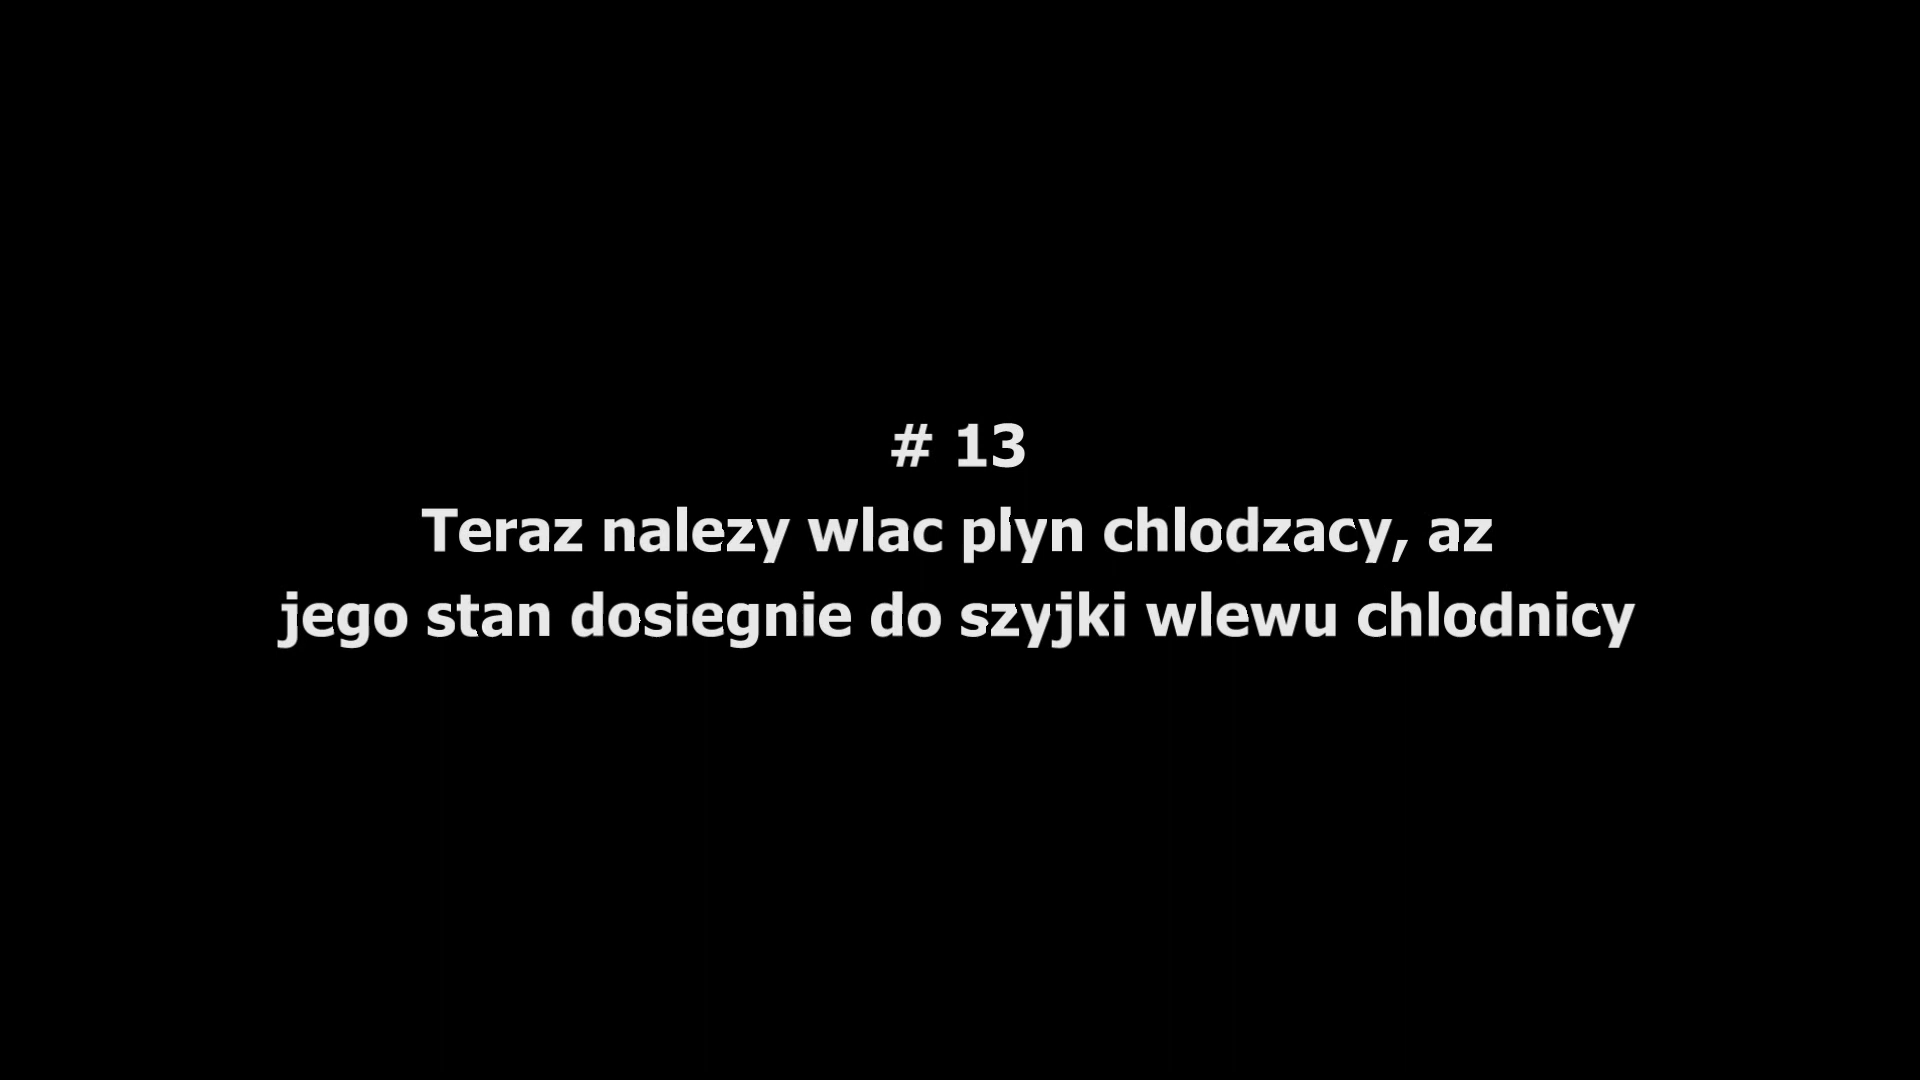 # 13
Teraz nalezy wlac plyn chlodzacy, az
jego stan dosiegnie do szyjki wlewu chlodnicy